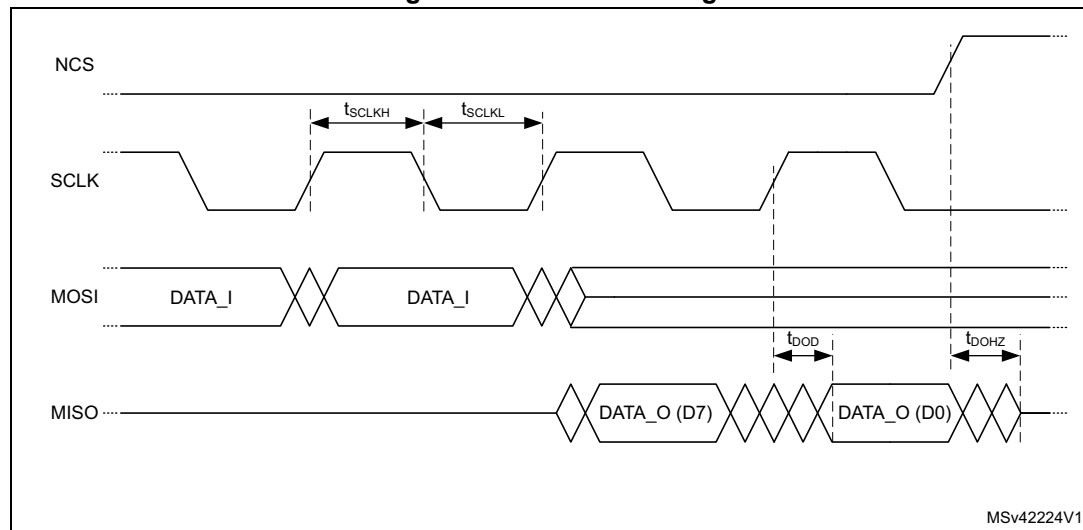 NCS
tSCLKH
tSCLKL
SCLK
MOSI
DATA_I
DATA_I
tDOD
tDOHZ
MISO
DATA_O (D7)
DATA_O (D0)
MSv42224V1